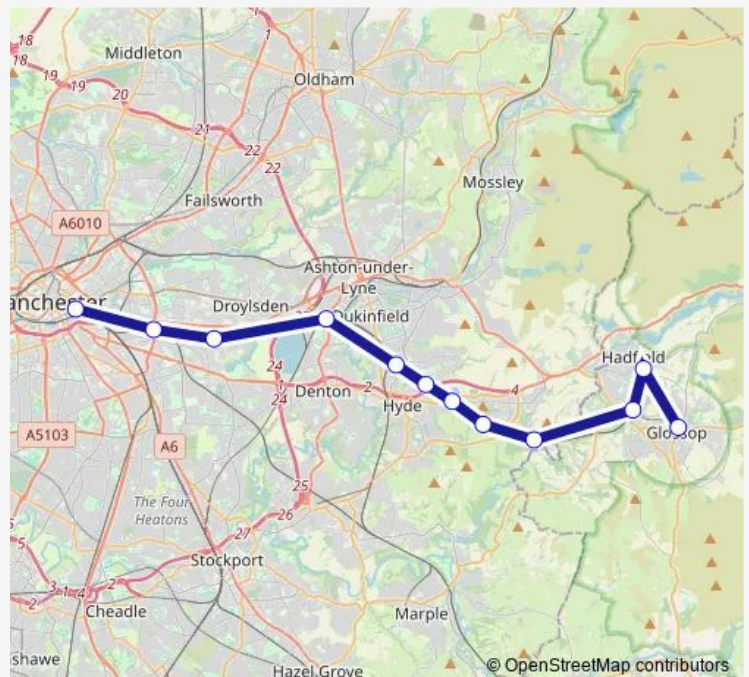 18
18
Middleton
1
1
19
19
20
Oldham
21
22
22
Mossley
Failsworth
A6010
Ashton-under-
Lyne
anchester
Droylsden
Dukinfield
24
1
24
2
4
Denton
Hyde
Hadfield
Glossop
A5103
A6
25
The Four
Heatons
26
27
5
5
Stockport
3
1
4
2
2
Cheadle
Marple
shawe
Hazel Grove
© OpenStreetMap contributors